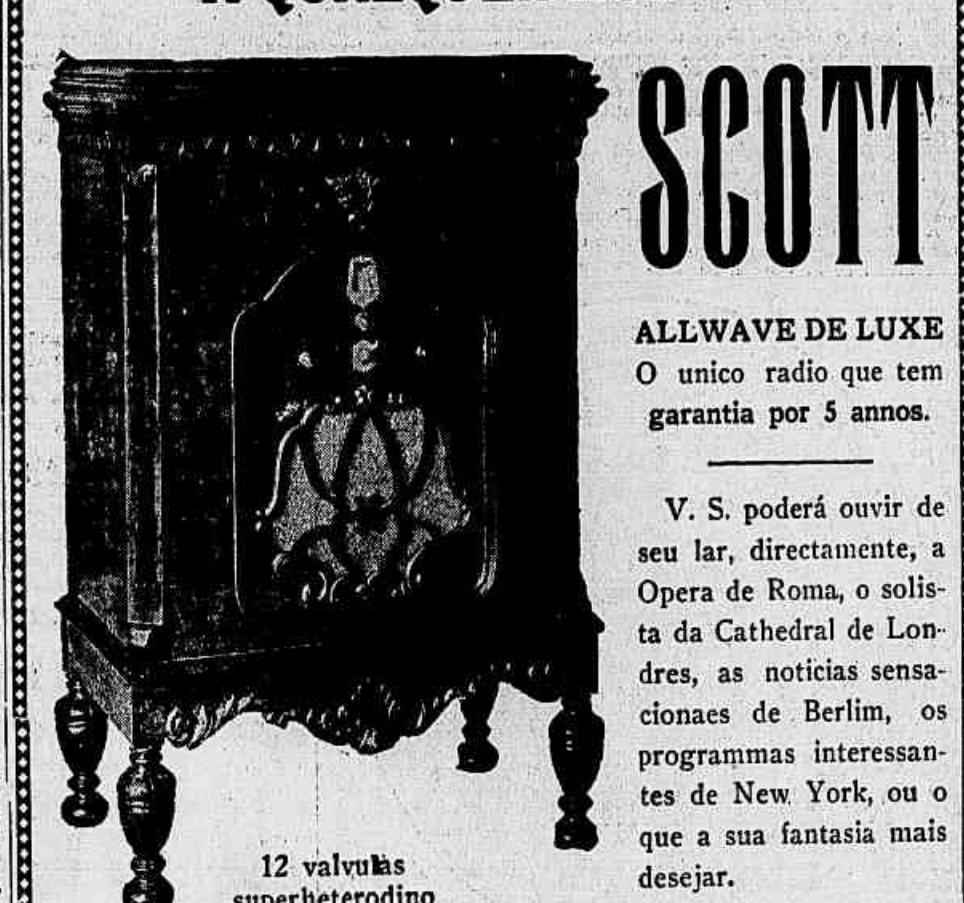 SCOTT
ALLWAVE DE LUXE
O unico radio que tem
garantia por 5 annos.
V. S. poderá ouvir de
seu lar, directamente, a
Opera de Roma, o solis-
ta da Cathedral de Lon-
dres, as noticias sensa-
cionaes de Berlim, os
programmas interessan-
tes de New York, ou o
que a sua fantasia mais
desejar.
12 valvulas
superheterodino